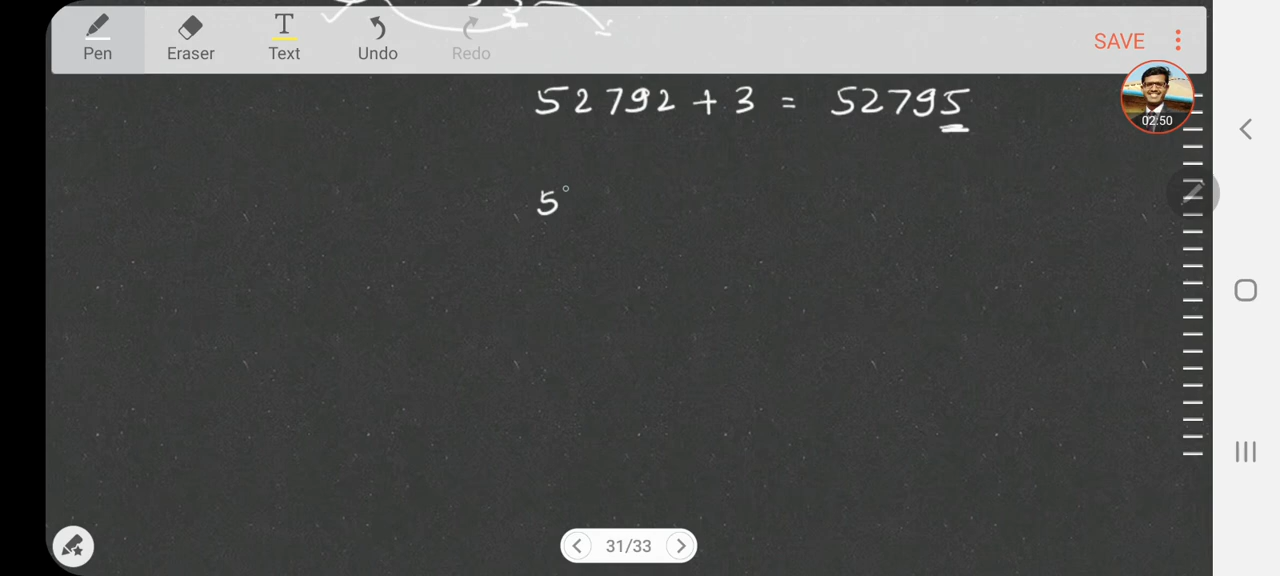 Pen
Eraser
Text
Undo
Redo
SAVE
52792 + 3 = 52795
02:50
5°
31/33